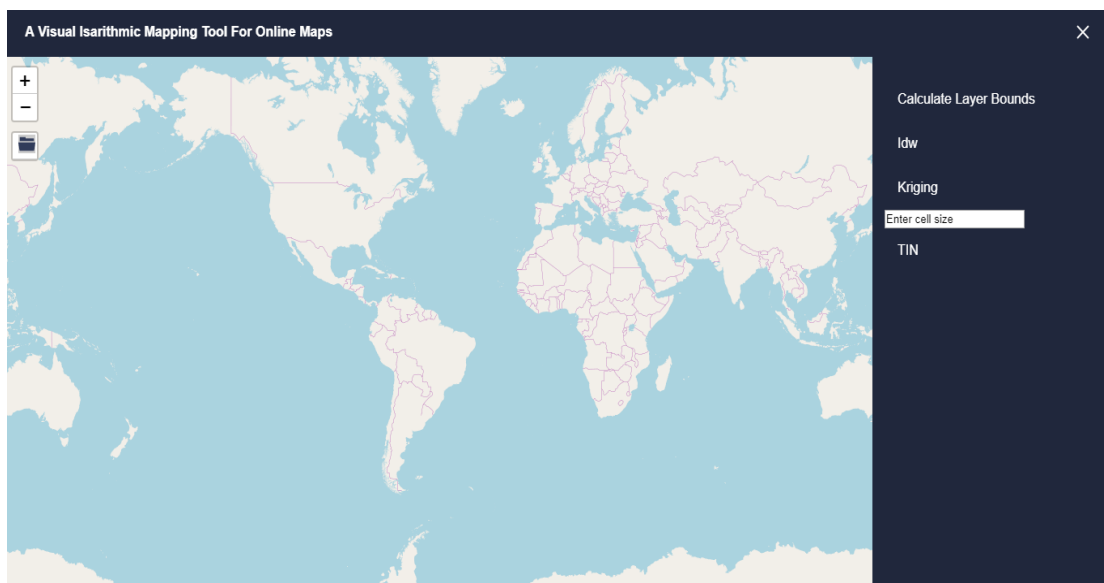 A Visual Isarithmic Mapping Tool For Online Maps
+
−
Calculate Layer Bounds
Idw
Kriging
Enter cell size
TIN